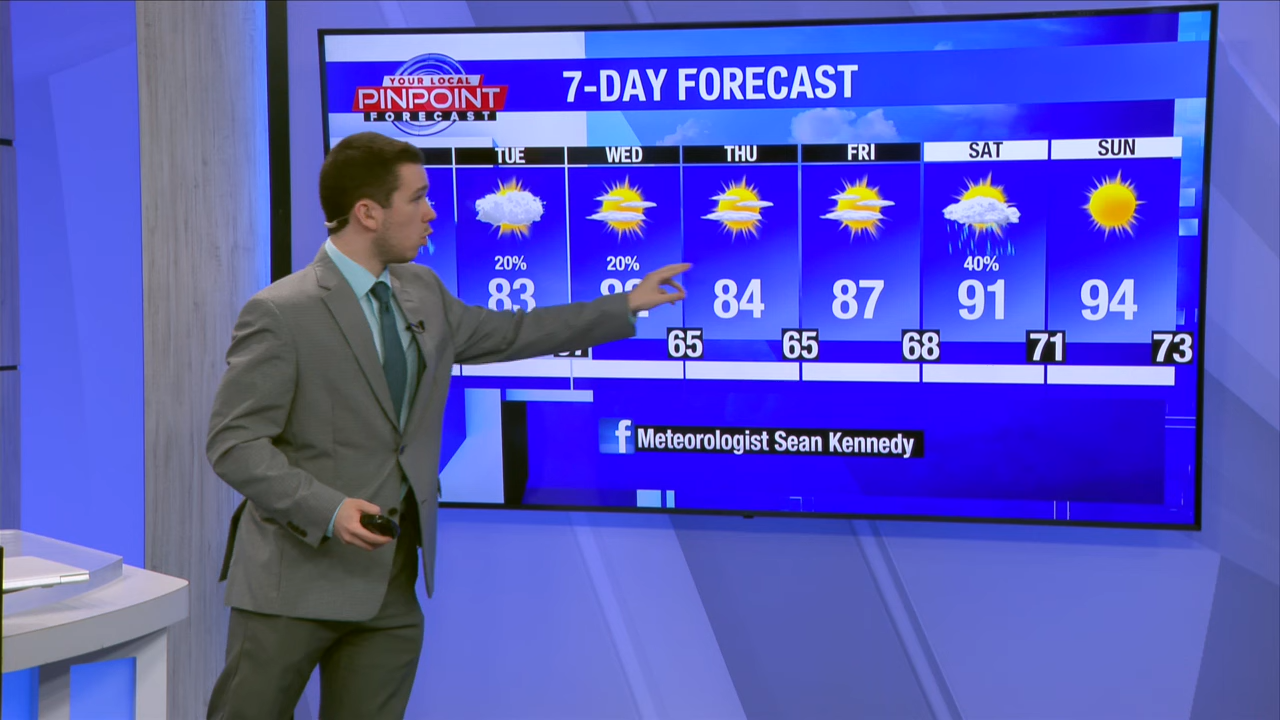 YOUR LOCAL
PINPOINT
FORECAST
7-DAY FORECAST
TUE WED THU FRI SAT SUN
20% 20% 40%
83 84 87 91 94
65 65 68 71 73
f Meteorologist Sean Kennedy